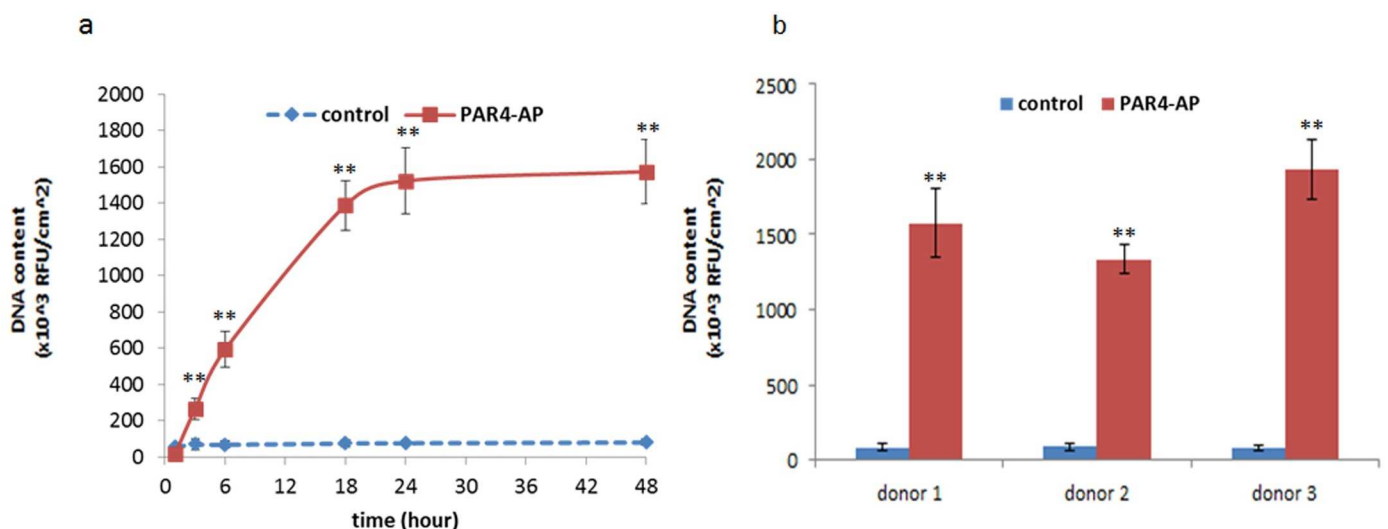 a
DNA content
(x10^3 RFU/cm^2)
2000
1800
1600
1400
1200
1000
800
600
400
200
0
control PAR4-AP
**
**
**
**
**
0 6 12 18 24 30 36 42 48
time (hour)
b
DNA content
(x10^3 RFU/cm^2)
2500
2000
1500
1000
500
0
control PAR4-AP
**
**
**
donor 1 donor 2 donor 3